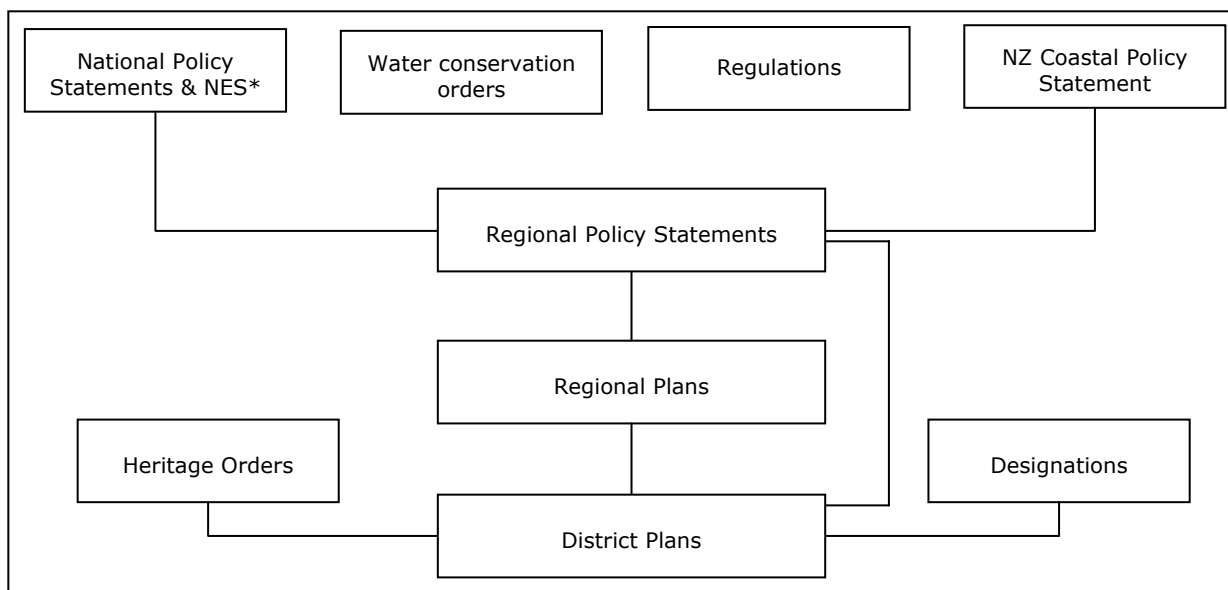 National Policy
Statements & NES*
Water conservation
orders
Regulations
NZ Coastal Policy
Statement
Regional Policy Statements
Regional Plans
Heritage Orders
Designations
District Plans